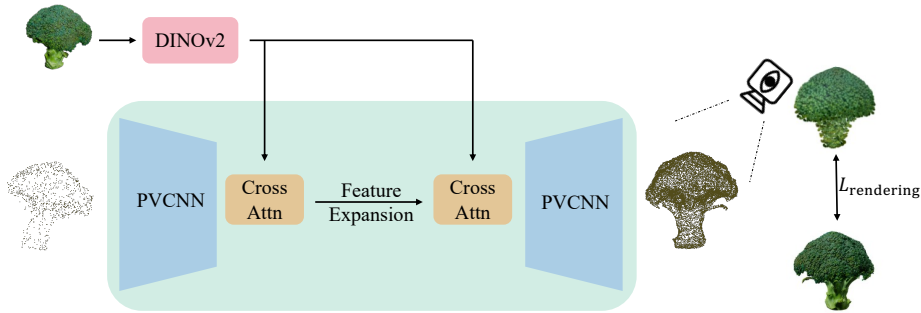 DINOv2
PVCNN
Cross
Attn
Feature
Expansion
Cross
Attn
PVCNN
L_rendering